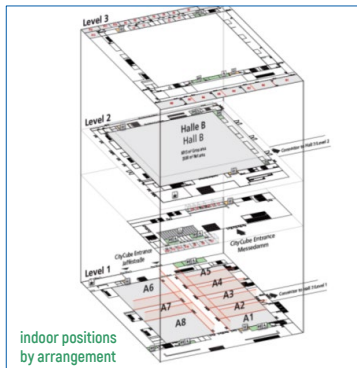 Level 3
Level 2
Halle B
Hall B
Connector to Hall 7/Level 2
CityCube Entrance
CityCube Entrance
Messedamm
Level 1
A6
A5
A4
A7
A3
A8
A2
A1
Connector to Hall 7/Level 1
indoor positions
by arrangement